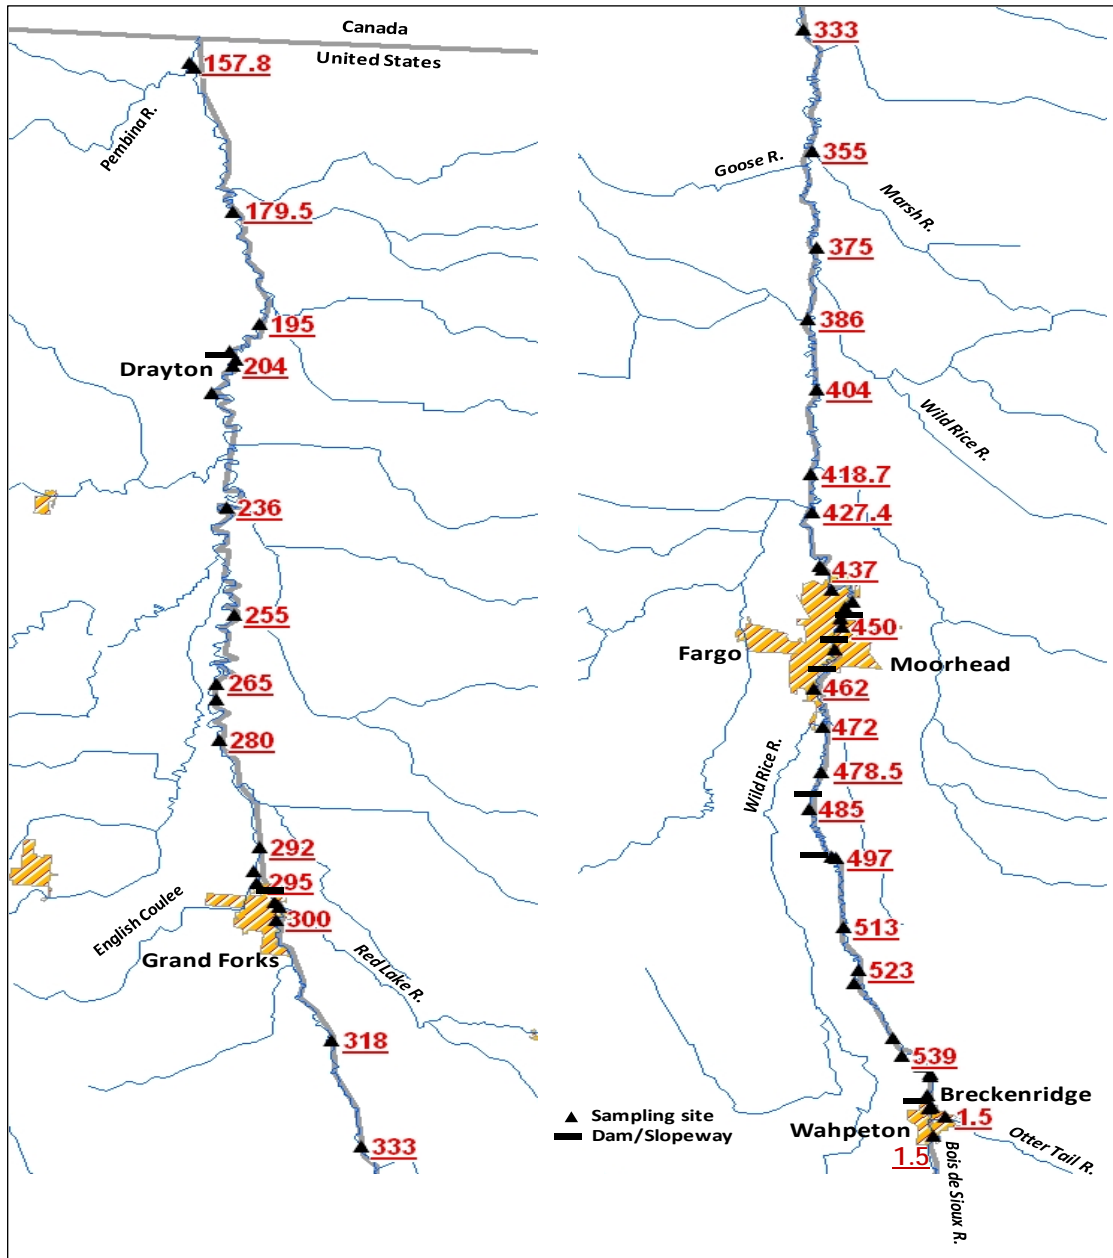 Canada
United States
157.8
Pembina R.
179.5
195
Drayton
204
236
255
265
280
292
295
English Coulee
300
Grand Forks
Red Lake R.
318
333
333
355
Goose R.
Marsh R.
375
386
404
Wild Rice R.
418.7
427.4
437
450
Fargo
Moorhead
462
472
Wild Rice R.
478.5
485
497
513
523
539
Breckenridge
1.5
Wahpeton
Otter Tail R.
1.5
Bois de Sioux R.
Sampling site
Dam/Slopeway